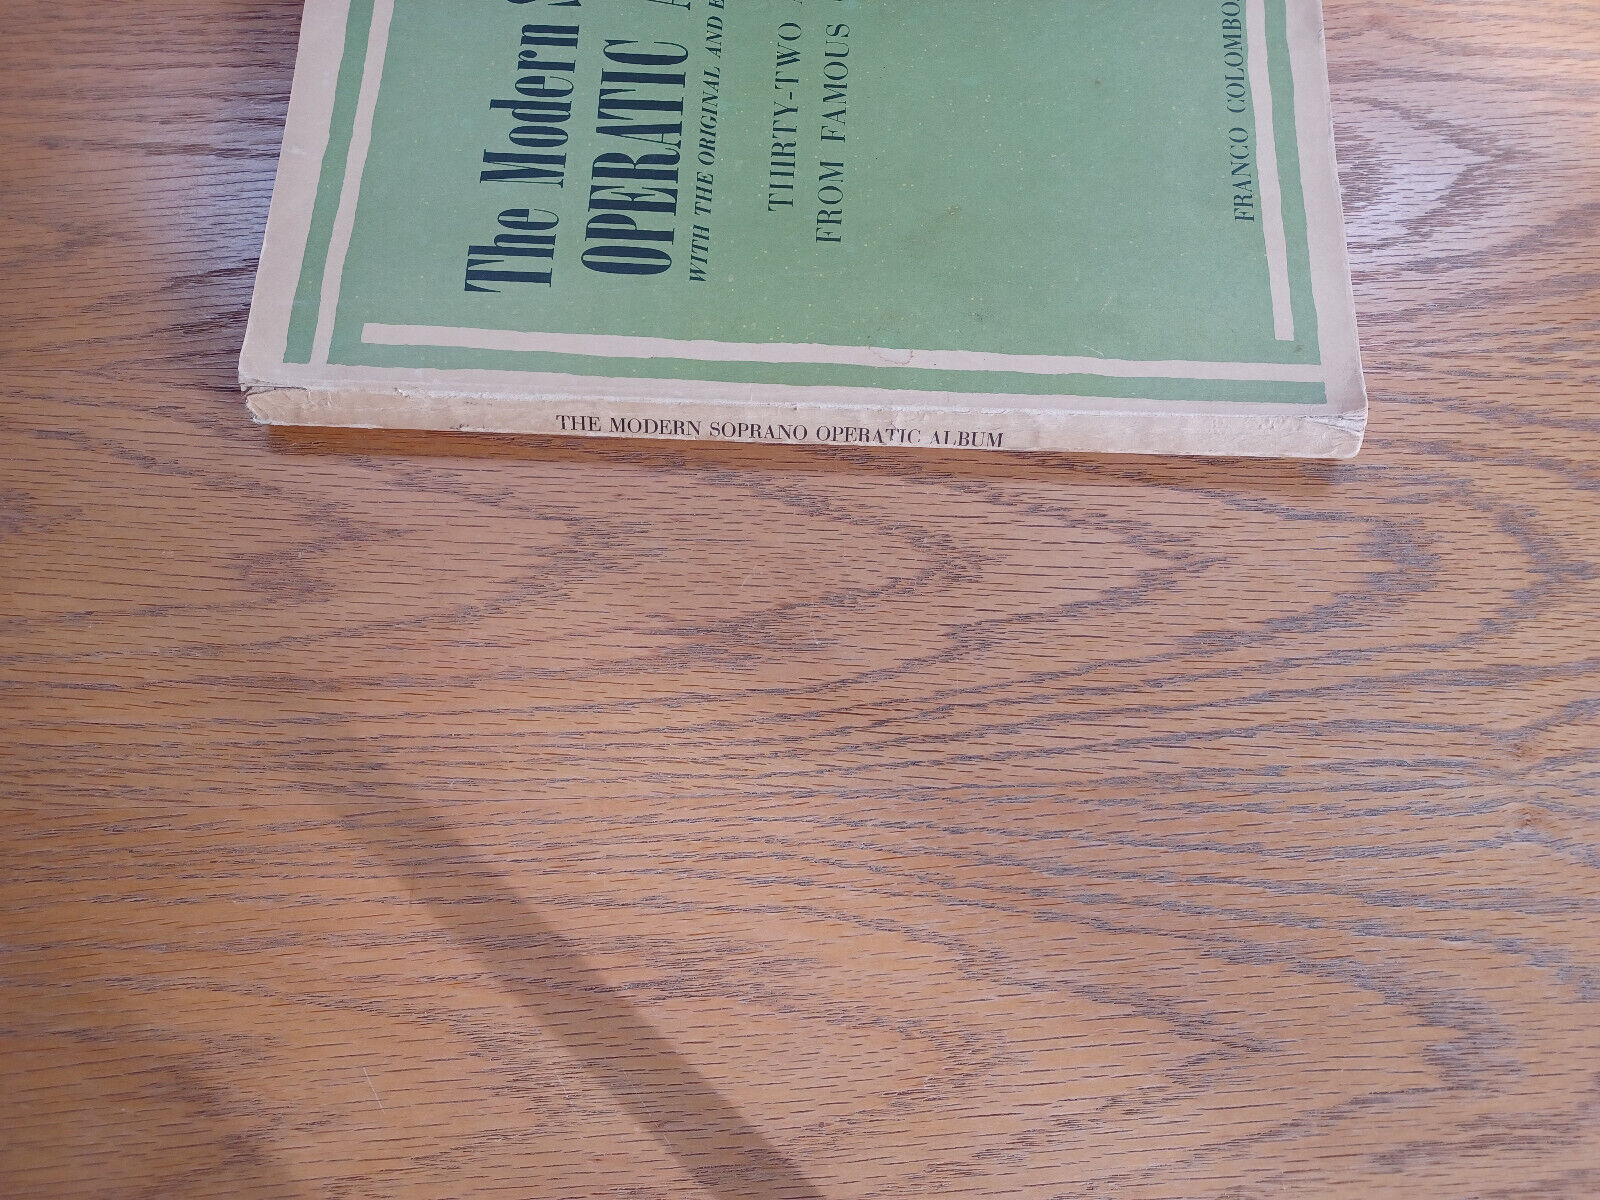 The Modern
OPERATIC
WITH THE ORIGINAL AND
THIRTY-TWO
FROM FAMOUS
FRANCO COLOMBO
THE MODERN SOPRANO OPERATIC ALBUM